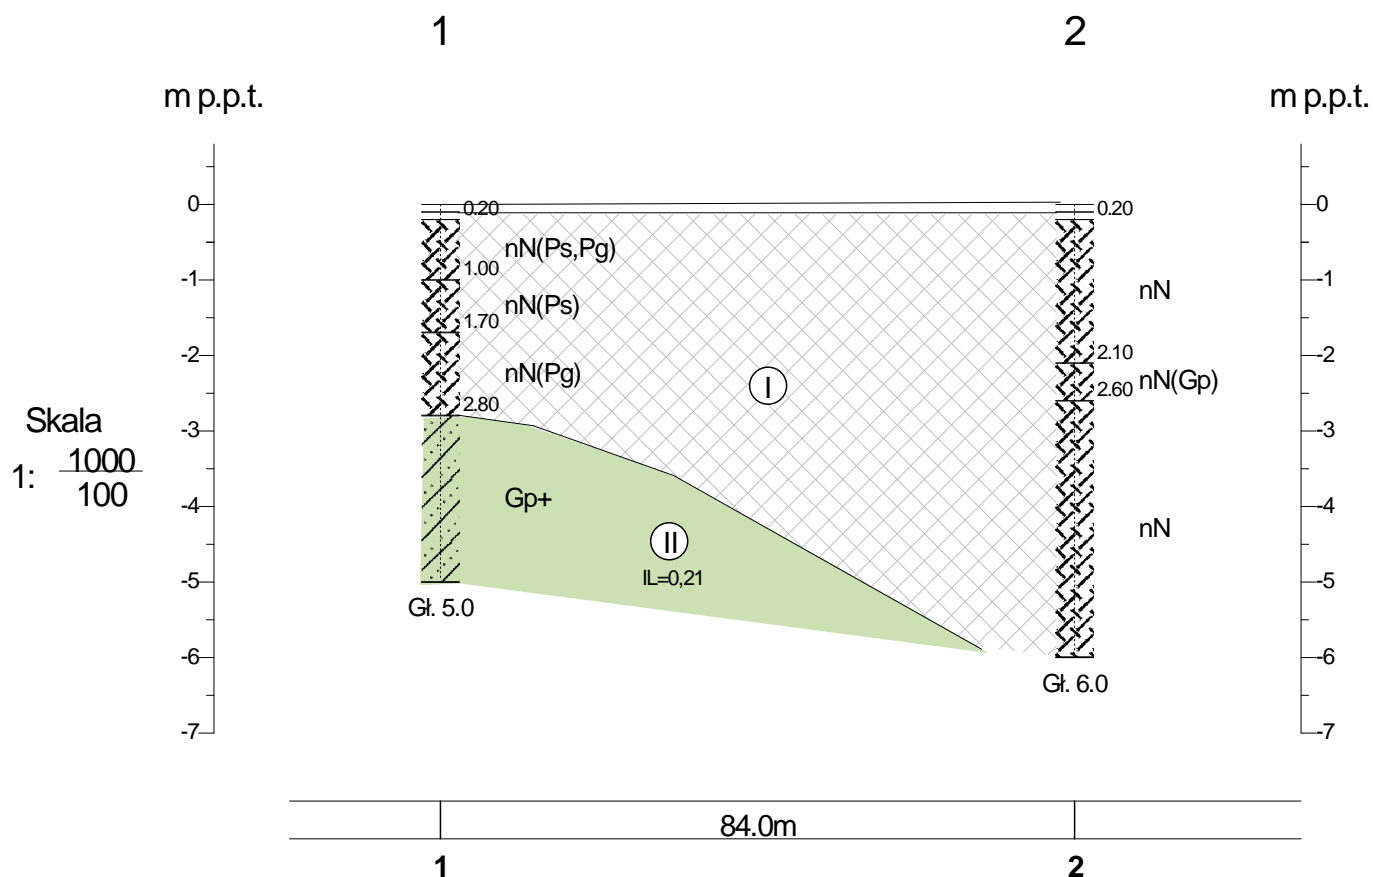 1 2
m p.p.t. m p.p.t.
0 0.20 0.20 0
nN(Ps,Pg)
1.00
-1 nN -1
nN(Ps)
1.70
-2 2.10 -2
nN(Pg) I 2.60 nN(Gp)
2.80
Skala -3 -3
1: 1000
100
-4 Gp+ -4
II nN
IL=0,21
-5 -5
Gł. 5.0
-6 -6
Gł. 6.0
-7 -7
84.0m
1 2